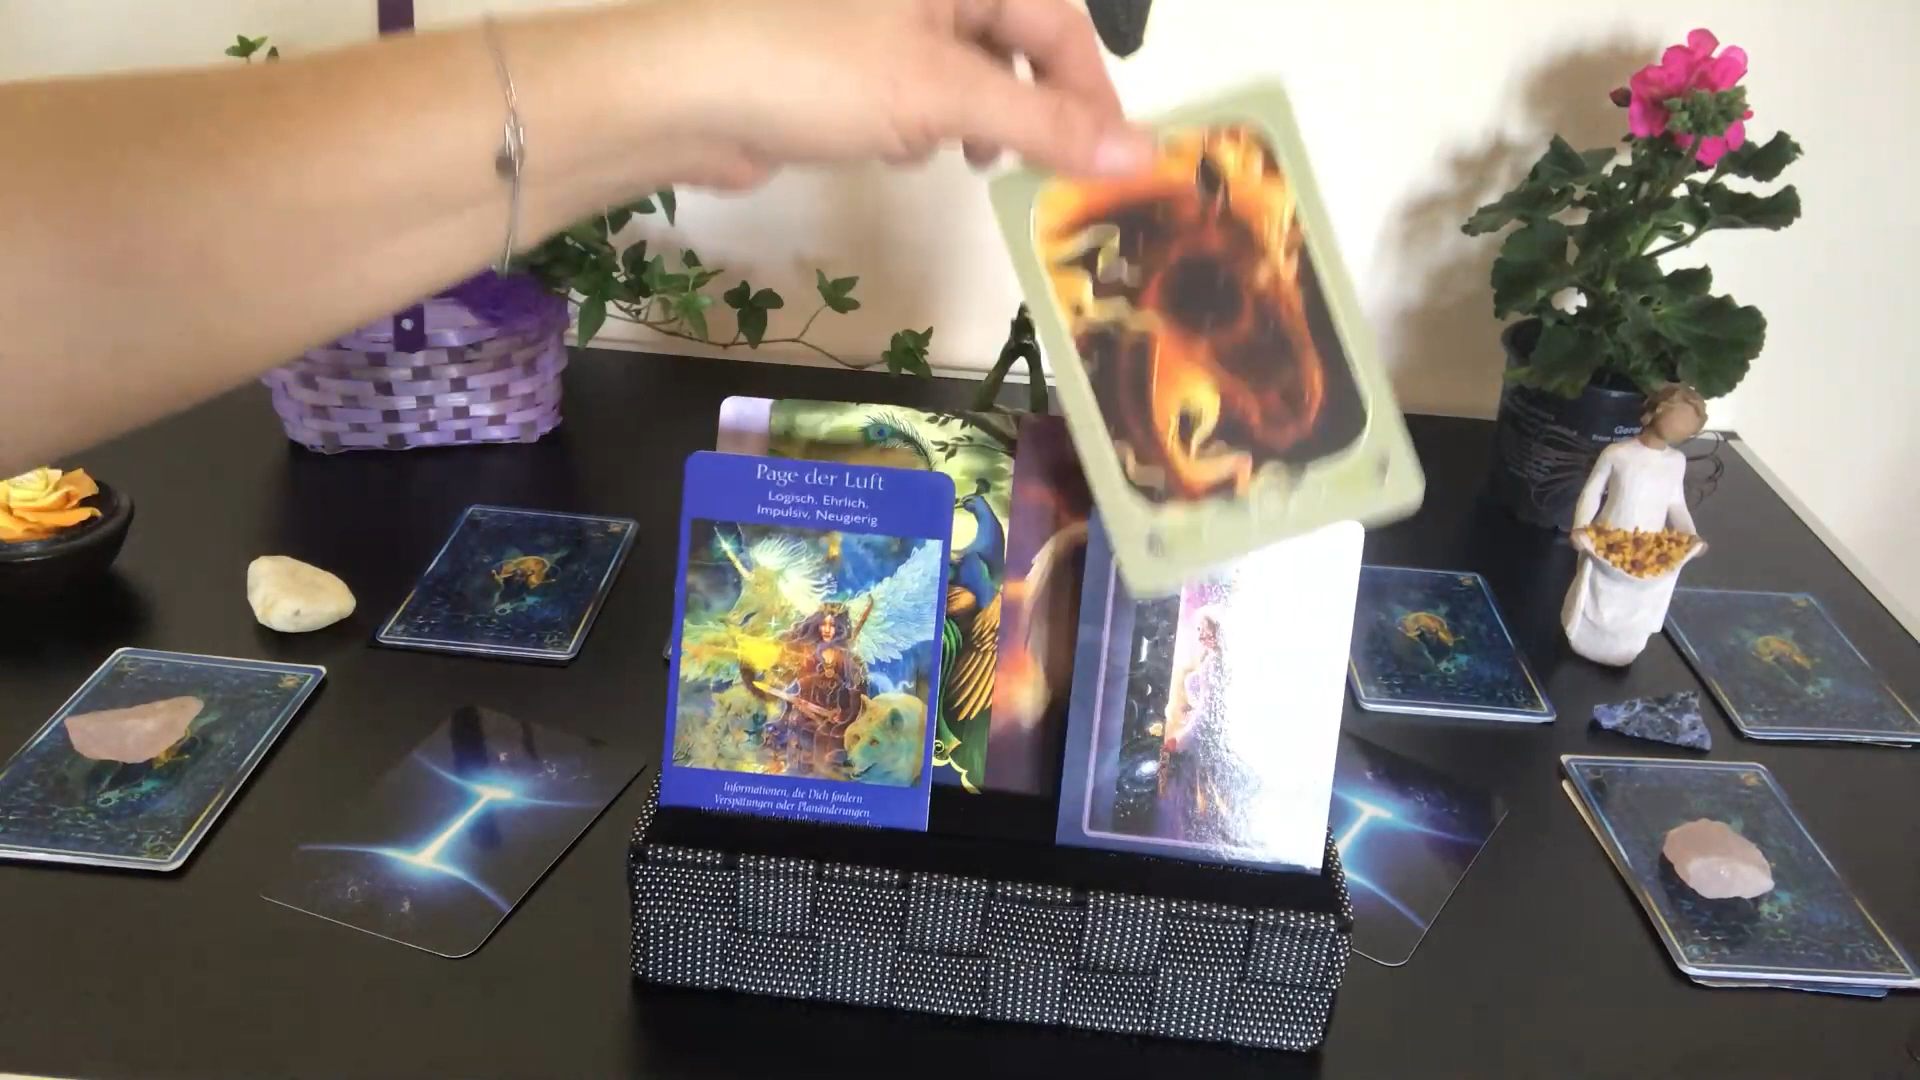 Page der Luft
Logisch, Ehrlich,
Impulsiv, Neugierig
Informationen, die Dich fordern
Verspätungen oder Planänderungen